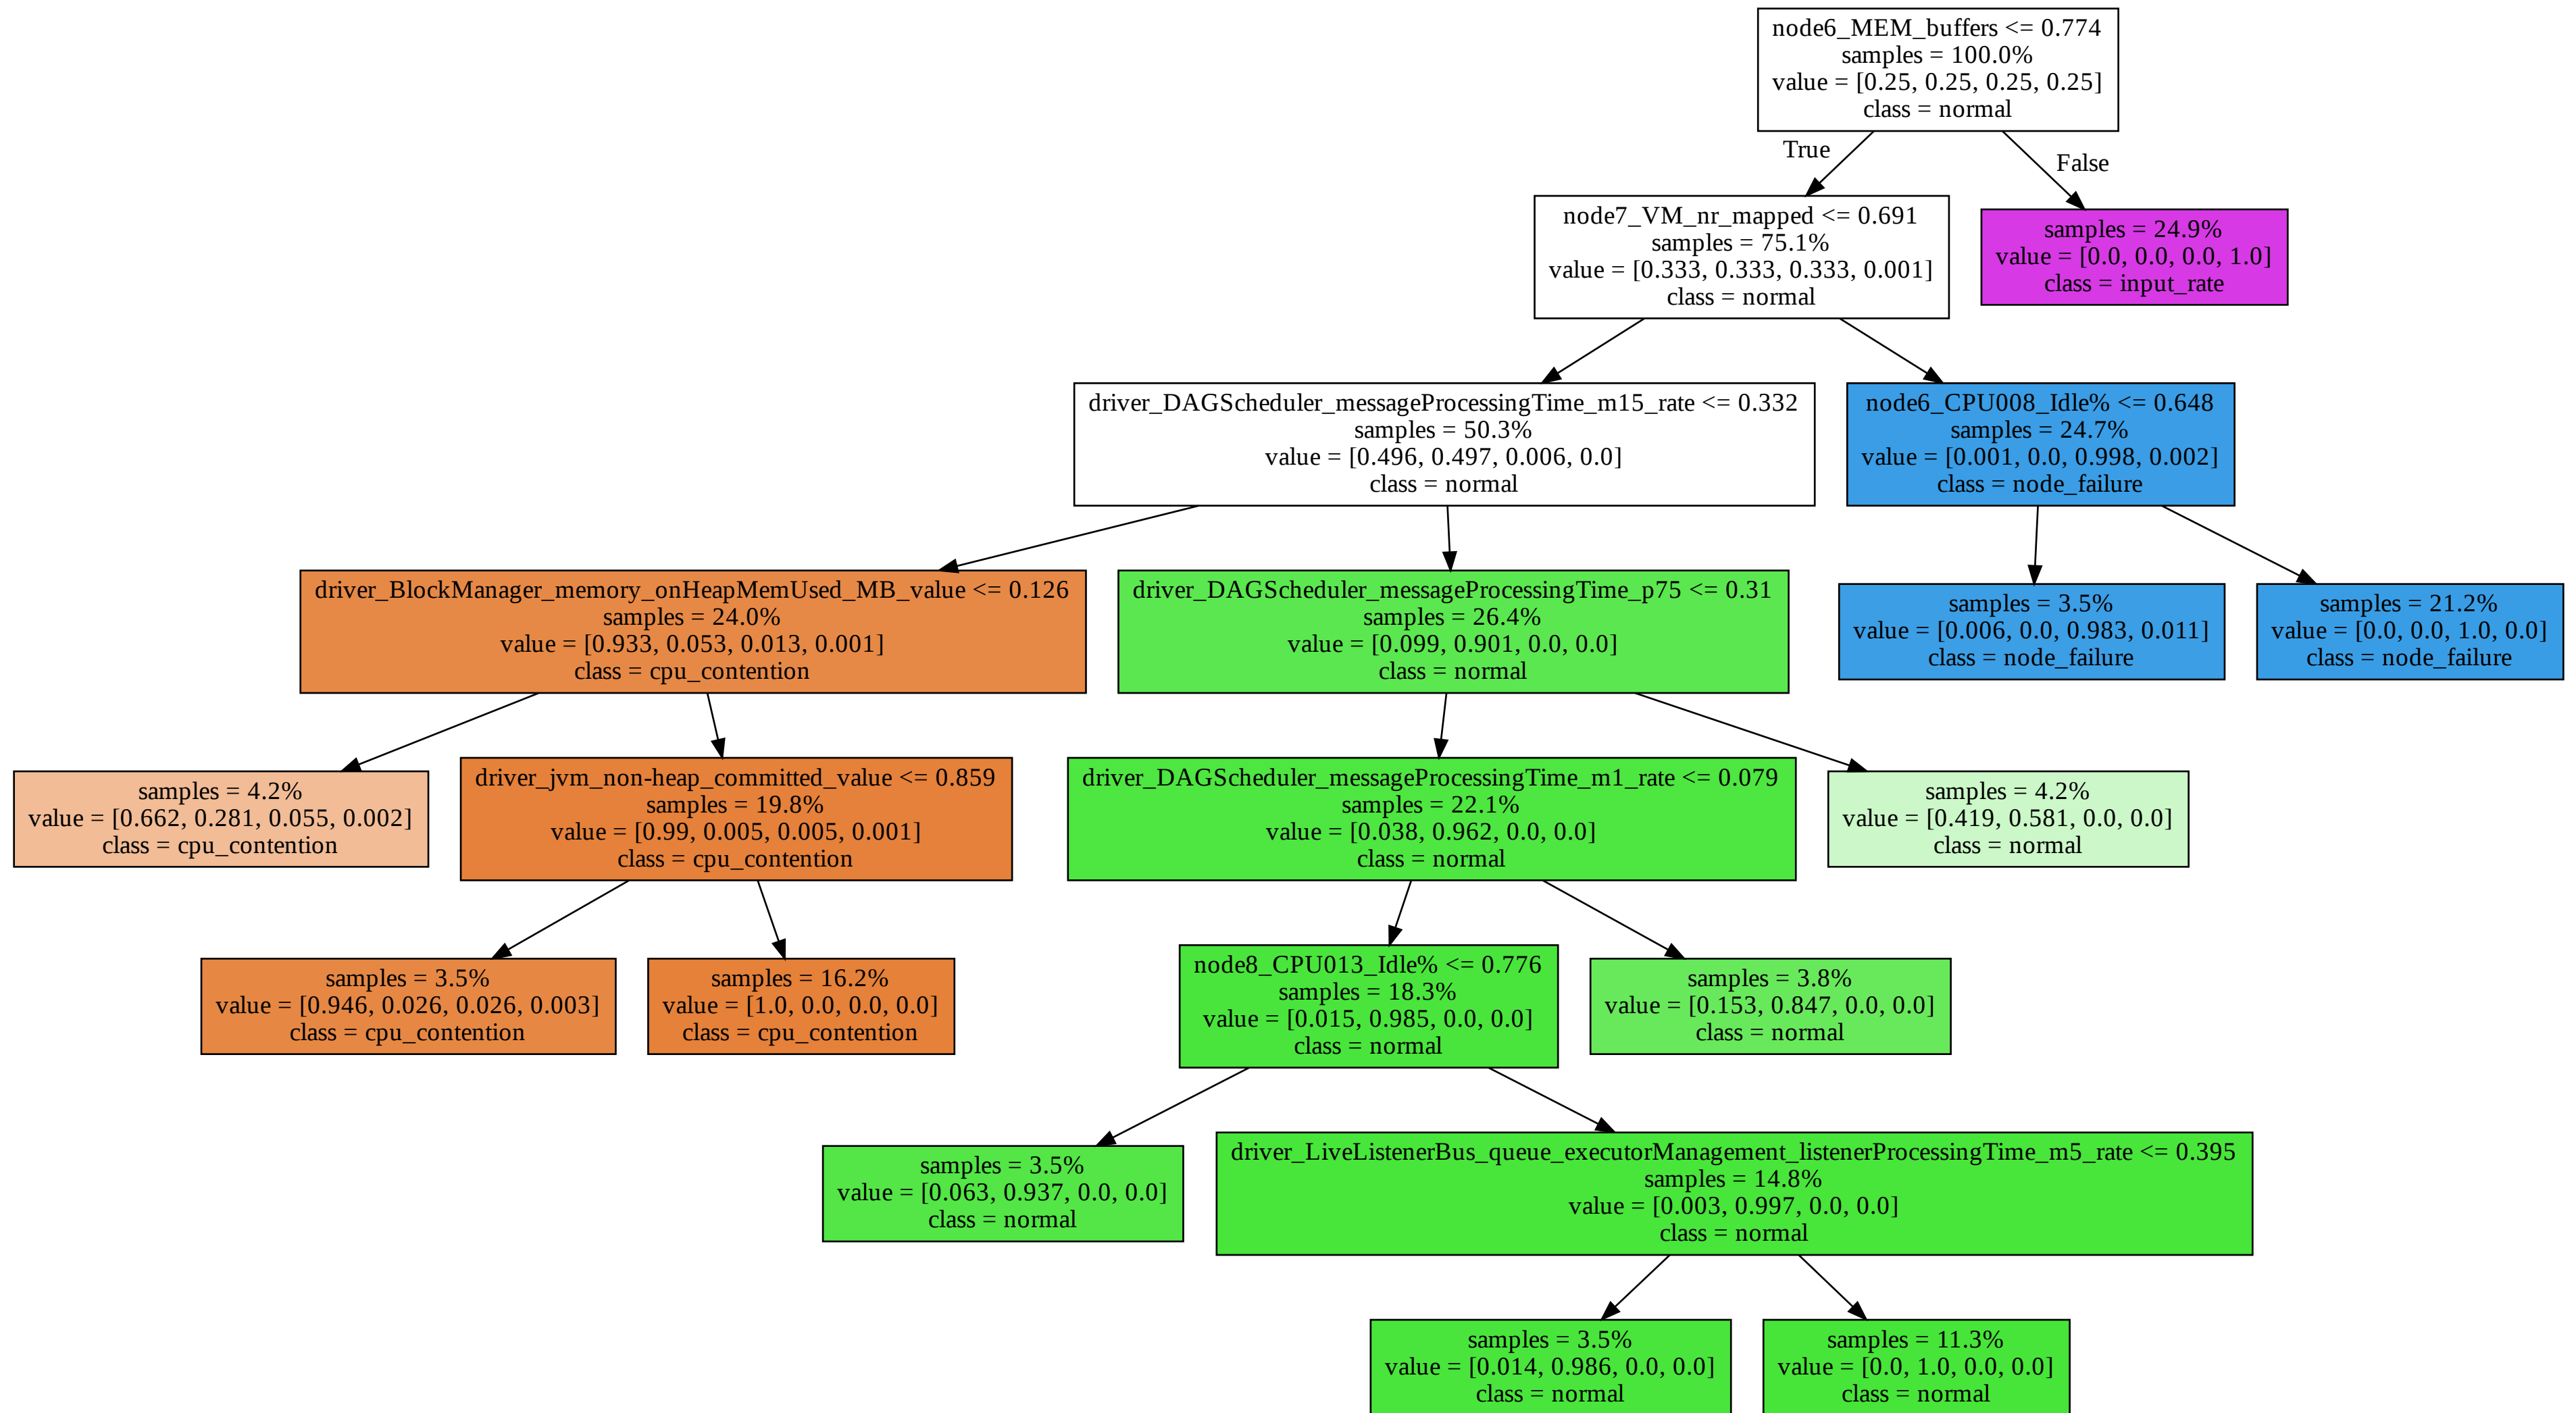 node6_MEM_buffers <= 0.774
samples = 100.0%
value = [0.25, 0.25, 0.25, 0.25]
class = normal
True
False
node7_VM_nr_mapped <= 0.691
samples = 75.1%
value = [0.333, 0.333, 0.333, 0.001]
class = normal
samples = 24.9%
value = [0.0, 0.0, 0.0, 1.0]
class = input_rate
driver_DAGScheduler_messageProcessingTime_m15_rate <= 0.332
samples = 50.3%
value = [0.496, 0.497, 0.006, 0.0]
class = normal
node6_CPU008_Idle% <= 0.648
samples = 24.7%
value = [0.001, 0.0, 0.998, 0.002]
class = node_failure
driver_BlockManager_memory_onHeapMemUsed_MB_value <= 0.126
samples = 24.0%
value = [0.933, 0.053, 0.013, 0.001]
class = cpu_contention
driver_DAGScheduler_messageProcessingTime_p75 <= 0.31
samples = 26.4%
value = [0.099, 0.901, 0.0, 0.0]
class = normal
samples = 3.5%
value = [0.006, 0.0, 0.983, 0.011]
class = node_failure
samples = 21.2%
value = [0.0, 0.0, 1.0, 0.0]
class = node_failure
samples = 4.2%
value = [0.662, 0.281, 0.055, 0.002]
class = cpu_contention
driver_jvm_non-heap_committed_value <= 0.859
samples = 19.8%
value = [0.99, 0.005, 0.005, 0.001]
class = cpu_contention
driver_DAGScheduler_messageProcessingTime_m1_rate <= 0.079
samples = 22.1%
value = [0.038, 0.962, 0.0, 0.0]
class = normal
samples = 4.2%
value = [0.419, 0.581, 0.0, 0.0]
class = normal
samples = 3.5%
value = [0.946, 0.026, 0.026, 0.003]
class = cpu_contention
samples = 16.2%
value = [1.0, 0.0, 0.0, 0.0]
class = cpu_contention
node8_CPU013_Idle% <= 0.776
samples = 18.3%
value = [0.015, 0.985, 0.0, 0.0]
class = normal
samples = 3.8%
value = [0.153, 0.847, 0.0, 0.0]
class = normal
samples = 3.5%
value = [0.063, 0.937, 0.0, 0.0]
class = normal
driver_LiveListenerBus_queue_executorManagement_listenerProcessingTime_m5_rate <= 0.395
samples = 14.8%
value = [0.003, 0.997, 0.0, 0.0]
class = normal
samples = 3.5%
value = [0.014, 0.986, 0.0, 0.0]
class = normal
samples = 11.3%
value = [0.0, 1.0, 0.0, 0.0]
class = normal